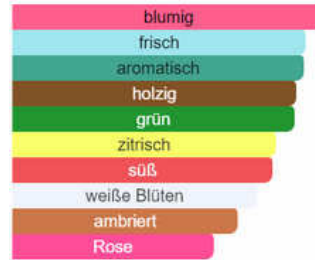 blumig
frisch
aromatisch
holzig
grün
zitrisch
süß
weiße Blüten
ambriert
Rose